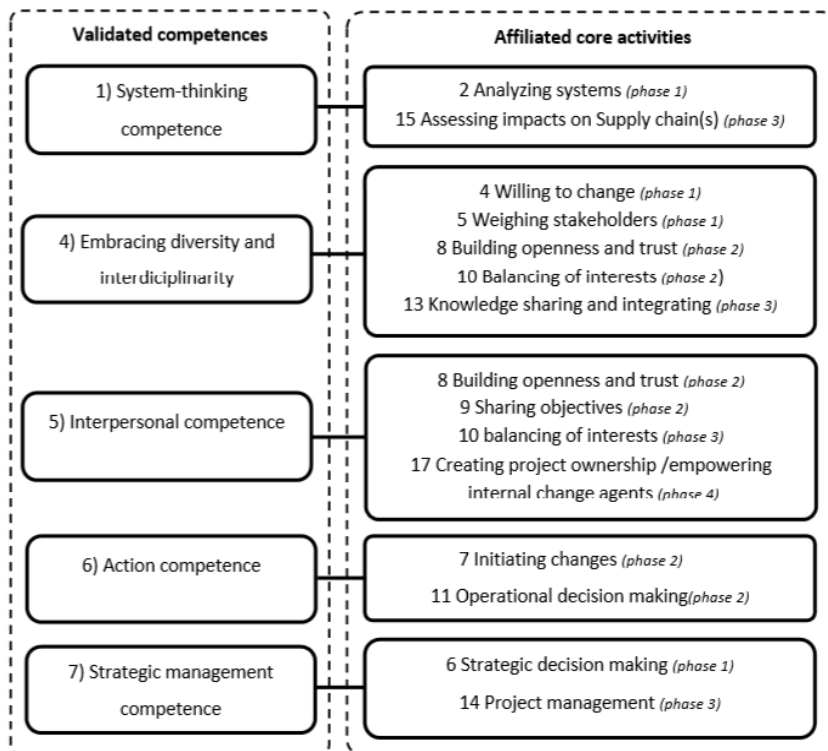 Validated competences
Affiliated core activities
1) System-thinking
competence
2 Analyzing systems (phase 1)
15 Assessing impacts on Supply chain(s) (phase 3)
4) Embracing diversity and
interdiciplinarity
4 Willing to change (phase 1)
5 Weighing stakeholders (phase 1)
8 Building openness and trust (phase 2)
10 Balancing of interests (phase 2)
13 Knowledge sharing and integrating (phase 3)
5) Interpersonal competence
8 Building openness and trust (phase 2)
9 Sharing objectives (phase 2)
10 balancing of interests (phase 3)
17 Creating project ownership /empowering
internal change agents (phase 4)
6) Action competence
7 Initiating changes (phase 2)
11 Operational decision making(phase 2)
7) Strategic management
competence
6 Strategic decision making (phase 1)
14 Project management (phase 3)